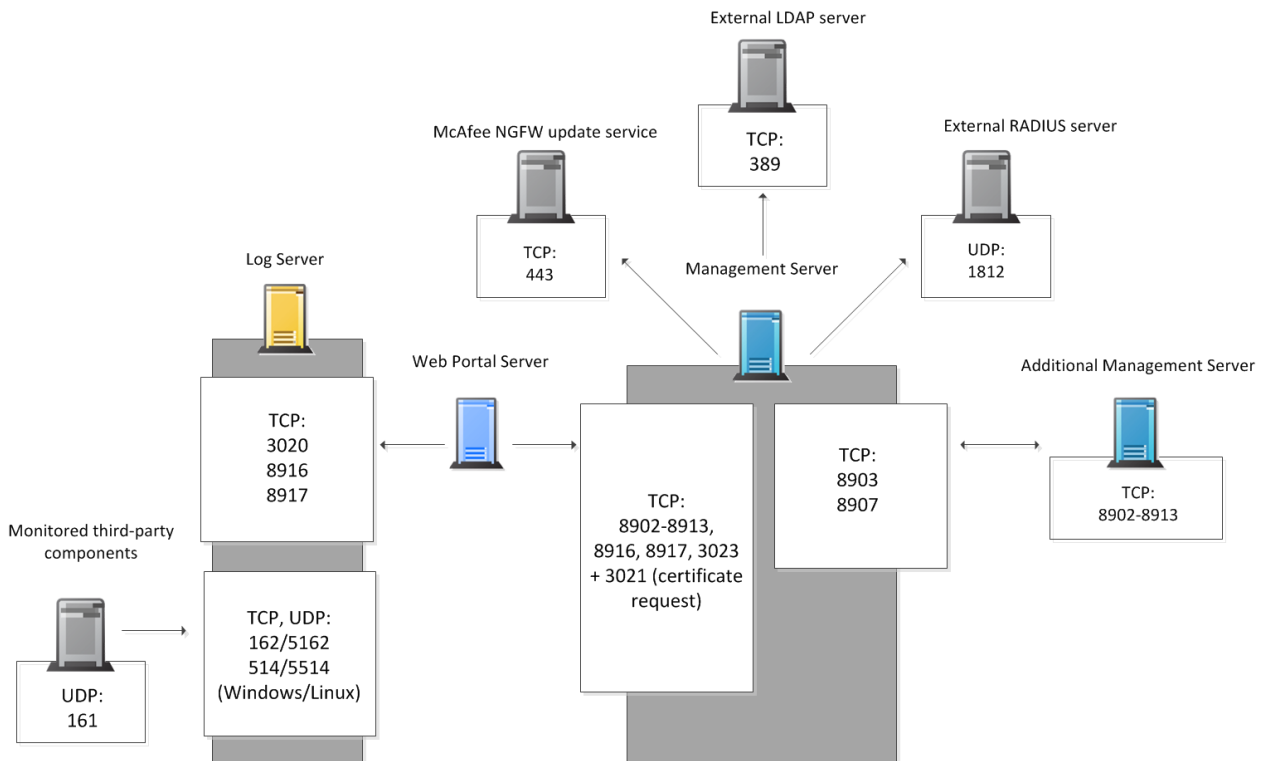 External LDAP server
TCP:
389
McAfee NGFW update service
TCP:
443
External RADIUS server
UDP:
1812
Log Server
Management Server
Web Portal Server
Additional Management Server
TCP:
3020
8916
8917
TCP:
8902-8913,
8916, 8917, 3023
+ 3021 (certificate
request)
TCP:
8903
8907
TCP:
8902-8913
Monitored third-party
components
UDP:
161
TCP, UDP:
162/5162
514/5514
(Windows/Linux)